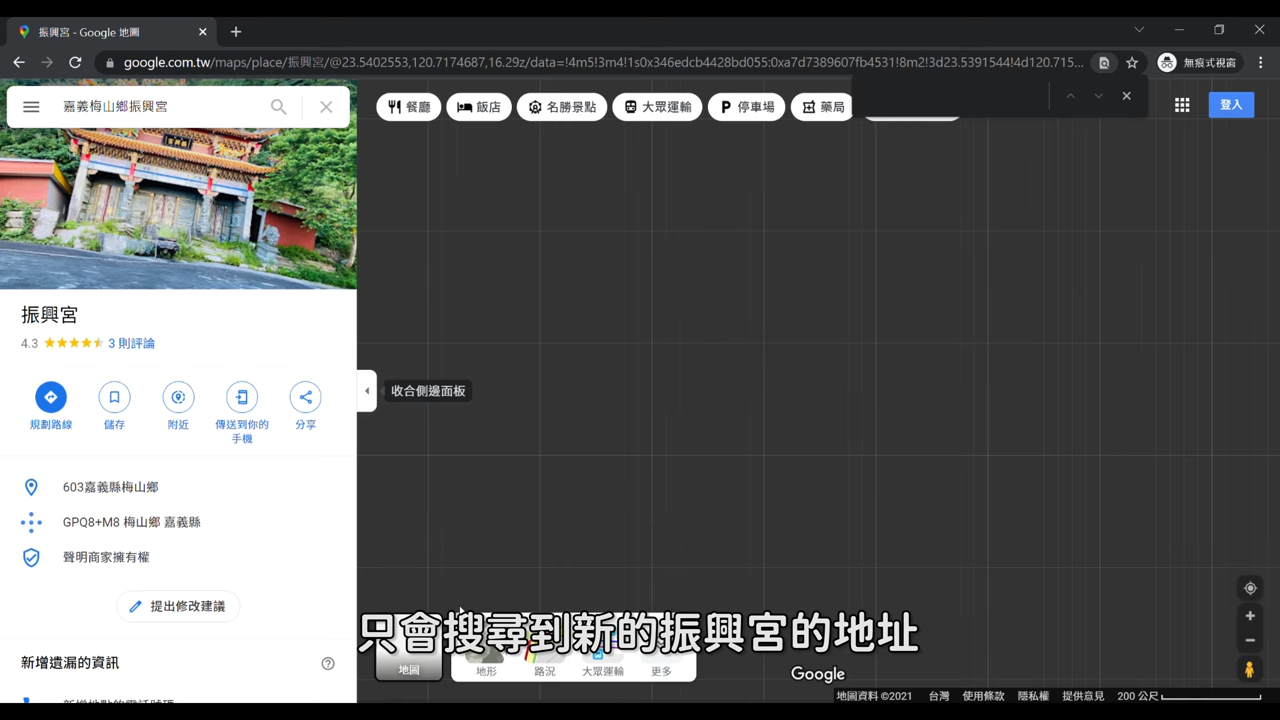 振興宮 - Google 地圖
google.com.tw/maps/place/振興宮/@23.5402553,120.7174687,16.29z/data=!4m5!3m4!1s0x346edcb4428bd055:0xa7d7389607fb4531!8m2!3d23.5391544!4d120.715...
無痕式視窗
嘉義梅山鄉振興宮
餐廳
飯店
名勝景點
大眾運輸
停車場
藥局
登入
振興宮
4.3
3 則評論
收合側邊面板
規劃路線
儲存
附近
傳送到你的
手機
分享
603嘉義縣梅山鄉
GPQ8+M8 梅山鄉 嘉義縣
聲明商家擁有權
提出修改建議
只會搜尋到新的振興宮的地址
新增遺漏的資訊
地圖
地形
路況
大眾運輸
更多
Google
地圖資料 ©2021
台灣
使用條款
隱私權
提供意見
200 公尺